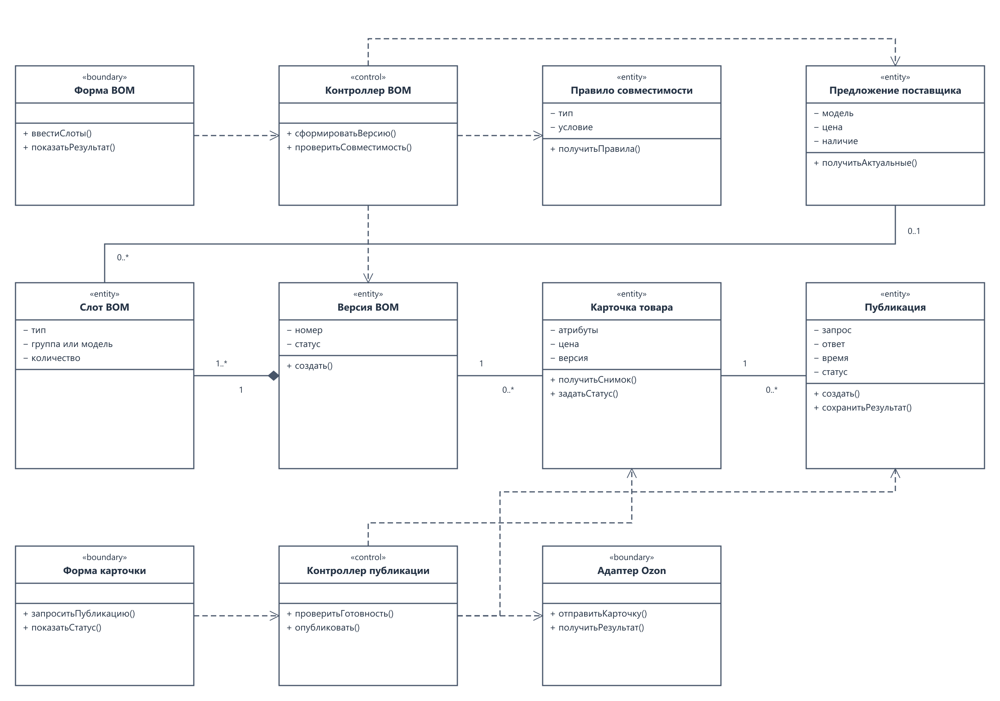 «boundary»
Форма BOM
+ ввестиСлоты()
+ показатьРезультат()
«control»
Контроллер BOM
+ сформироватьВерсию()
+ проверитьСовместимость()
«entity»
Правило совместимости
− тип
− условие
+ получитьПравила()
«entity»
Предложение поставщика
− модель
− цена
− наличие
+ получитьАктуальные()
0..1
0..*
«entity»
Слот BOM
− тип
− группа или модель
− количество
1..*
1
«entity»
Версия BOM
− номер
− статус
+ создать()
1
0..*
«entity»
Карточка товара
− атрибуты
− цена
− версия
+ получитьСнимок()
+ задатьСтатус()
1
0..*
«entity»
Публикация
− запрос
− ответ
− время
− статус
+ создать()
+ сохранитьРезультат()
«boundary»
Форма карточки
+ запроситьПубликацию()
+ показатьСтатус()
«control»
Контроллер публикации
+ проверитьГотовность()
+ опубликовать()
«boundary»
Адаптер Ozon
+ отправитьКарточку()
+ получитьРезультат()